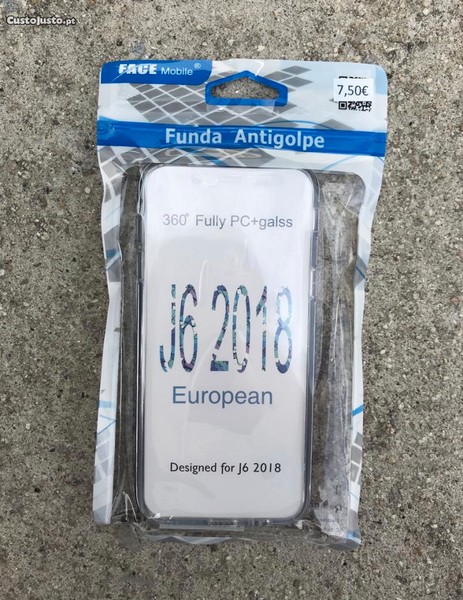 CustoJusto.pt
FACE Mobile®
7,50€
Funda Antigolpe
360° Fully PC+galss
J6 2018
European
Designed for J6 2018